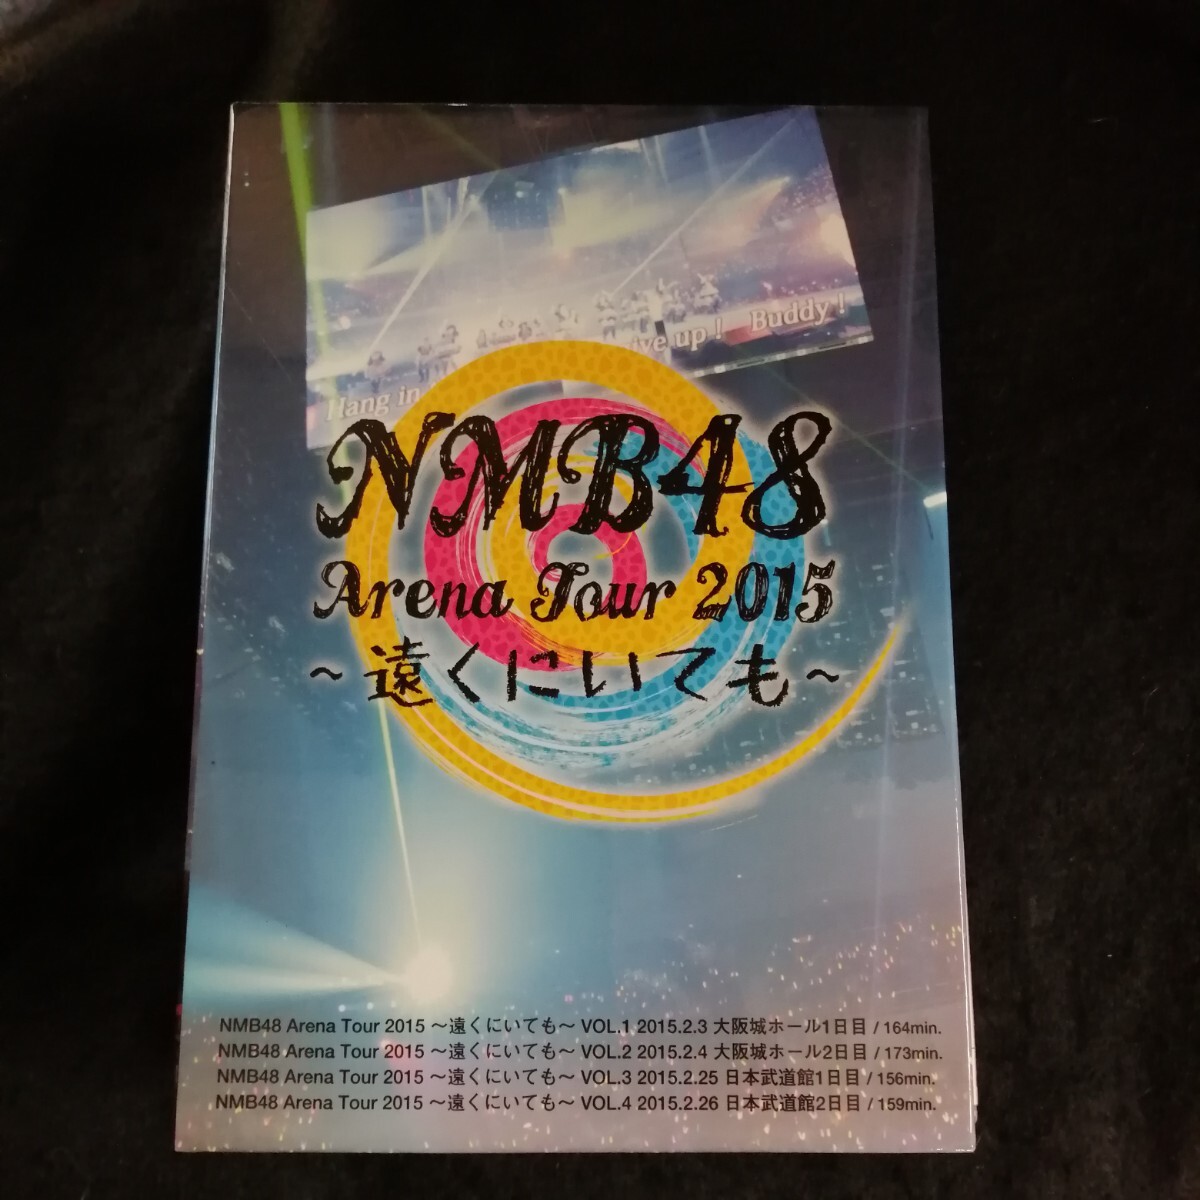 Hang in
ive up! Buddy!
NMB48
Arena Tour 2015
~遠くにいても~
NMB48 Arena Tour 2015 ～遠くにいても～ VOL.1 2015.2.3 大阪城ホール1日目 / 164min.
NMB48 Arena Tour 2015 ～遠くにいても～ VOL.2 2015.2.4 大阪城ホール2日目 / 173min.
NMB48 Arena Tour 2015 ～遠くにいても～ VOL.3 2015.2.25 日本武道館1日目 / 156min.
NMB48 Arena Tour 2015 ～遠くにいても～ VOL.4 2015.2.26 日本武道館2日目 / 159min.